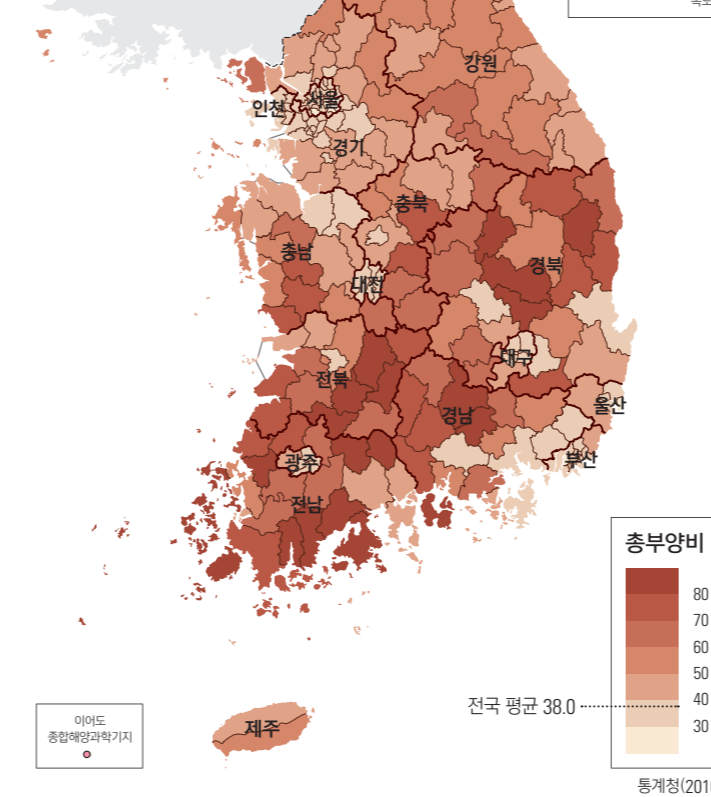 강원
서울
인천
경기
충북
충남
경북
대전
대구
전북
울산
경남
부산
광주
전남
총부양비
80
70
60
50
40
30
전국 평균 38.0
제주
이어도
종합해양과학기지